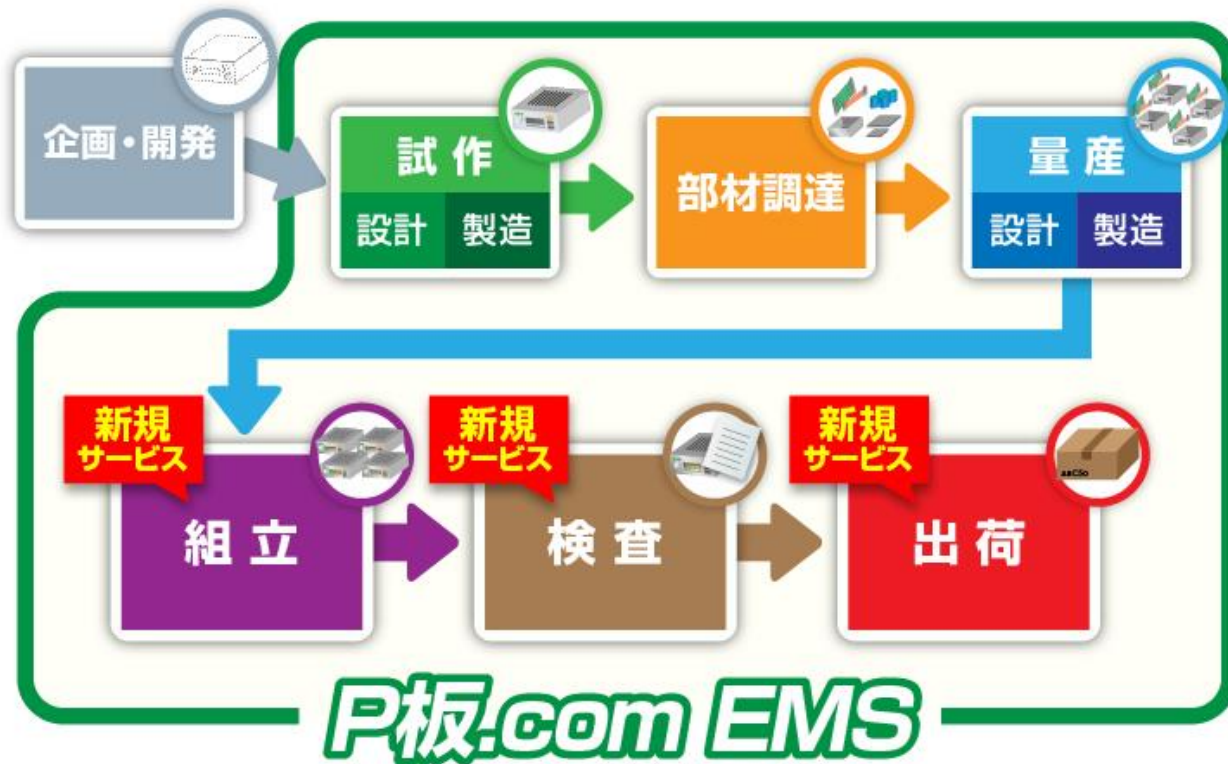 企画・開発
試作
設計 製造
部材調達
量産
設計 製造
新規
サービス
組立
新規
サービス
検査
新規
サービス
出荷
P板.com EMS